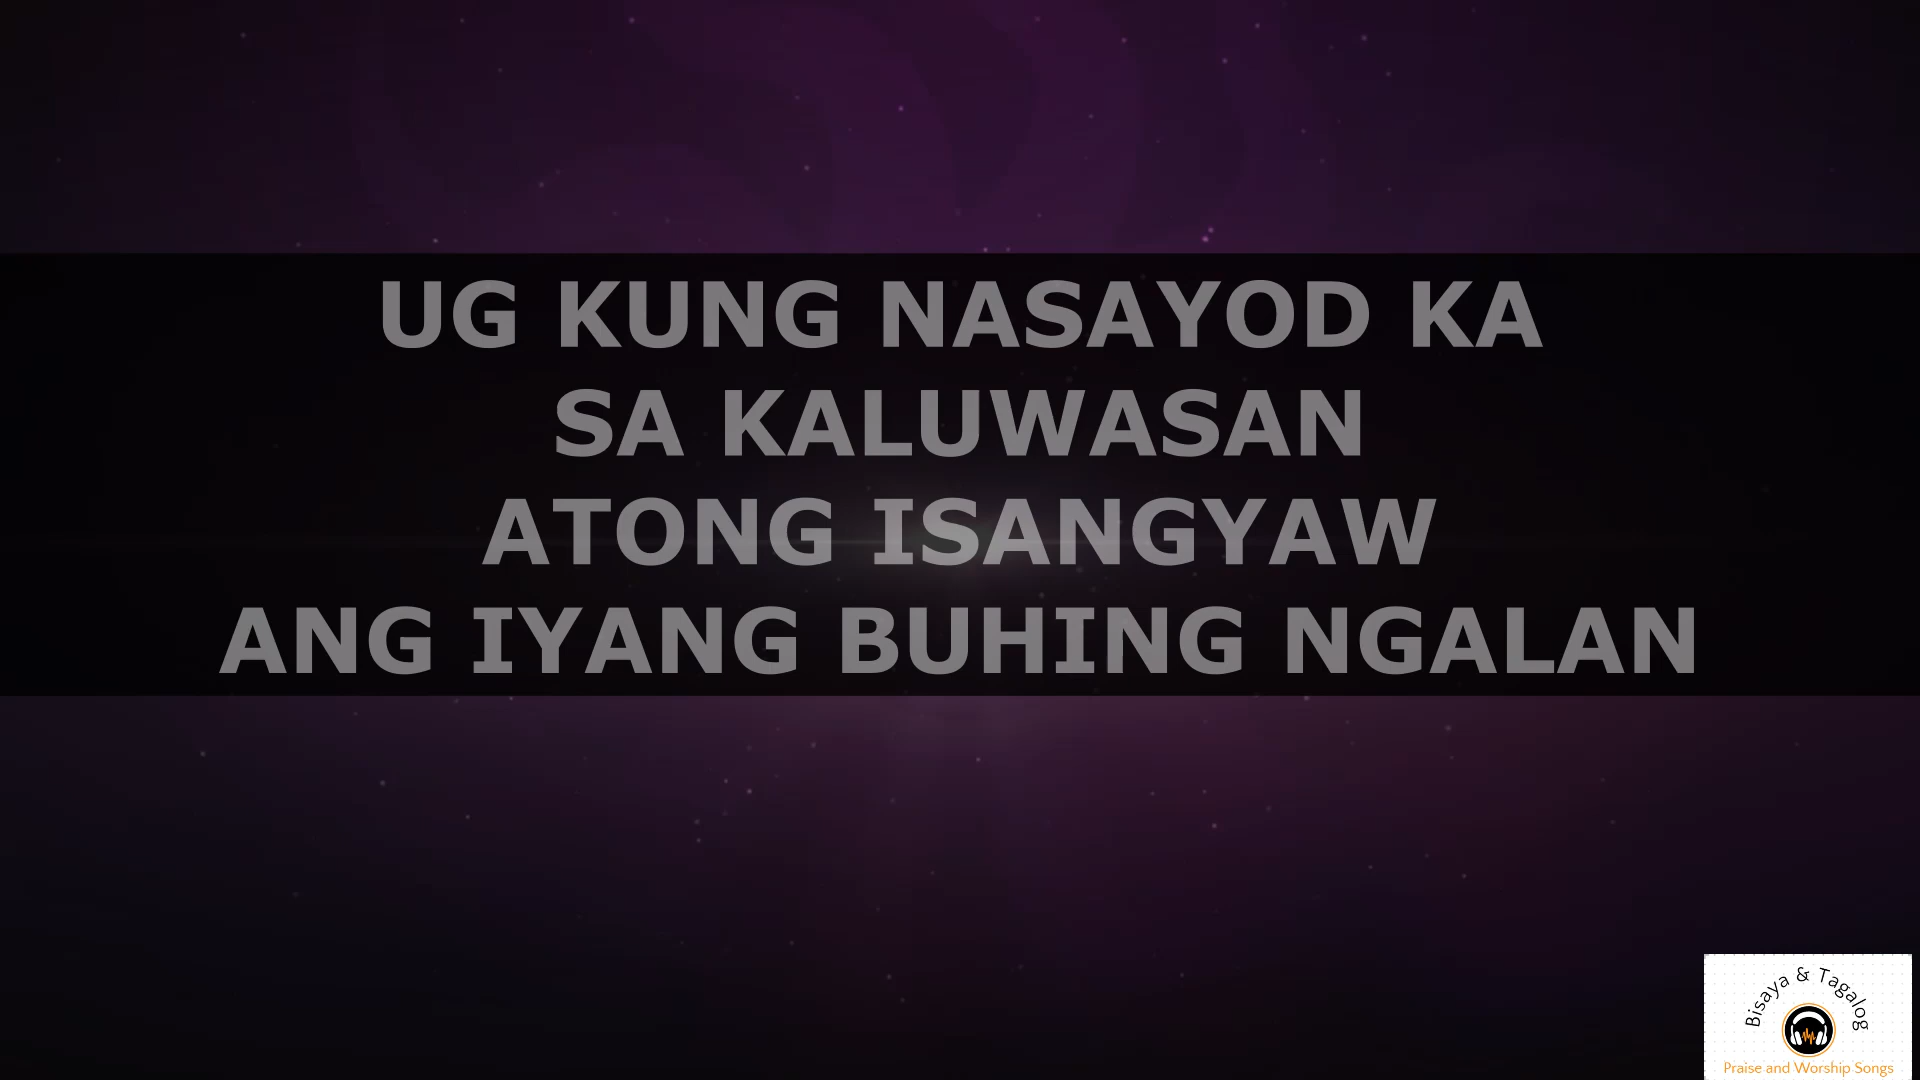 UG KUNG NASAYOD KA
SA KALUWASAN
ATONG ISANGYAW
ANG IYANG BUHING NGALAN
Bisaya & Tagalog
Praise and Worship Songs